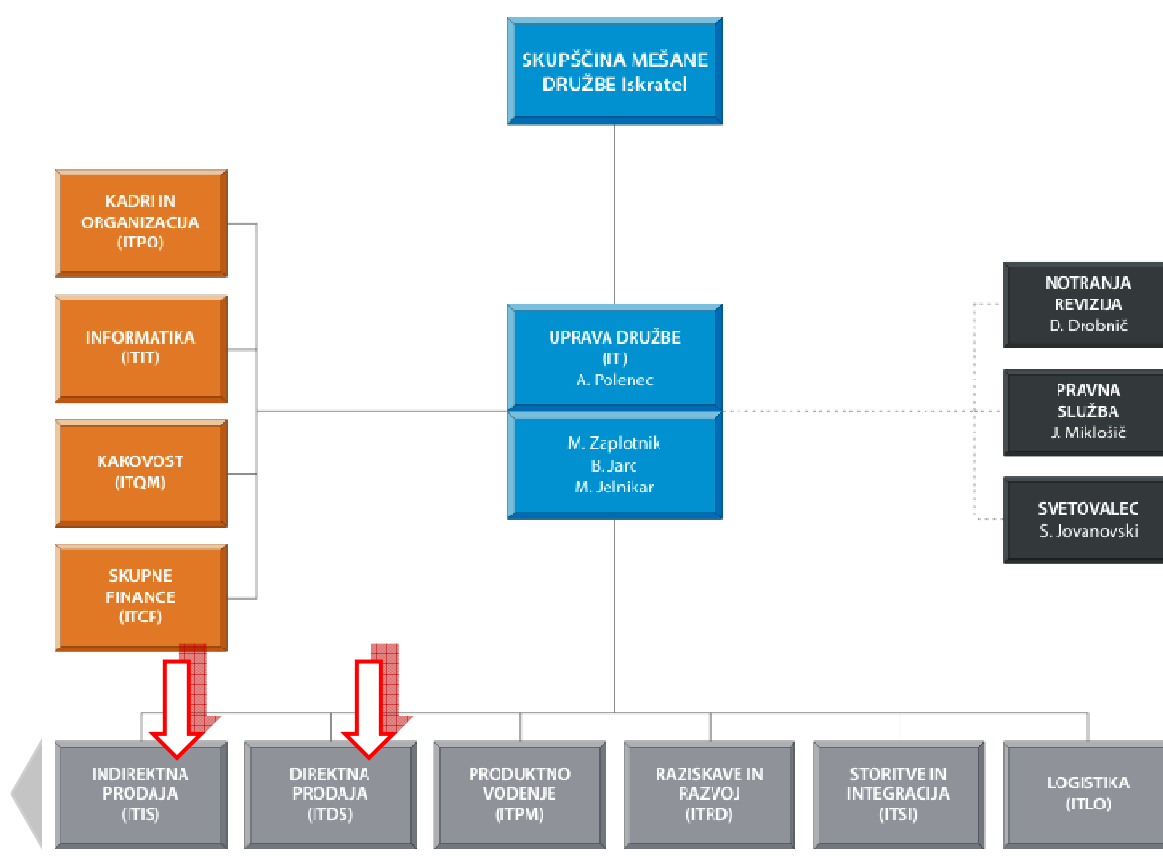 SKUPŠČINA MEŠANE
DRUŽBE Iskratel
KADRI IN
ORGANIZACIJA
(ITPO)
INFORMATIKA
(ITIT)
KAKOVOST
(ITQM)
SKUPNE
FINANCE
(ITCF)
UPRAVA DRUŽBE
(IT)
A. Polenec
M. Zaplotnik
B. Jarc
M. Jelnikar
NOTRANJA
REVIZIJA
D. Drobnič
PRAVNA
SLUŽBA
J. Miklošič
SVETOVALEC
S. Jovanovski
INDIREKTNA
PRODAJA
(ITIS)
DIREKTNA
PRODAJA
(ITDS)
PRODUKTNO
VODENJE
(ITPM)
RAZISKAVE IN
RAZVOJ
(ITRD)
STORITVE IN
INTEGRACIJA
(ITSI)
LOGISTIKA
(ITLO)